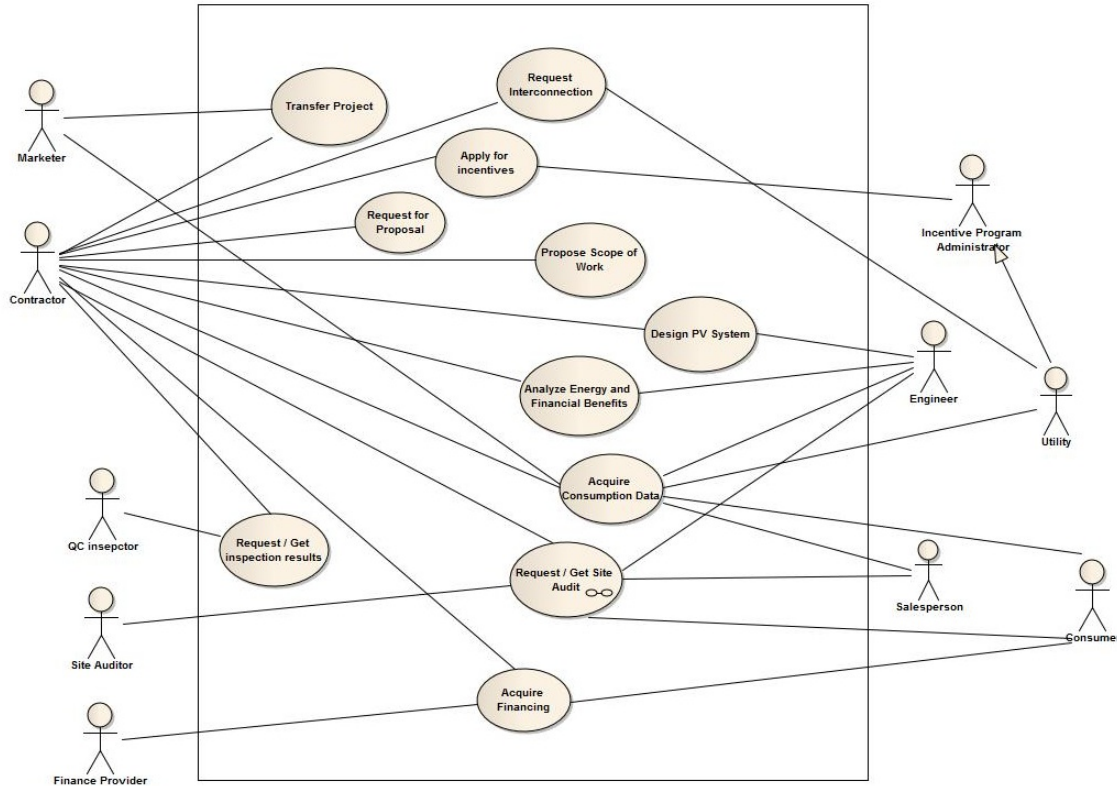 Request
Interconnection
Transfer Project
Marketer
Apply for
incentives
Request for
Proposal
Incentive Program
Administrator
Propose Scope of
Work
Contractor
Design PV System
Analyze Energy and
Financial Benefits
Engineer
Utility
Acquire
Consumption Data
QC insepctor
Request / Get
inspection results
Request / Get Site
Audit
Salesperson
Consumer
Site Auditor
Acquire
Financing
Finance Provider